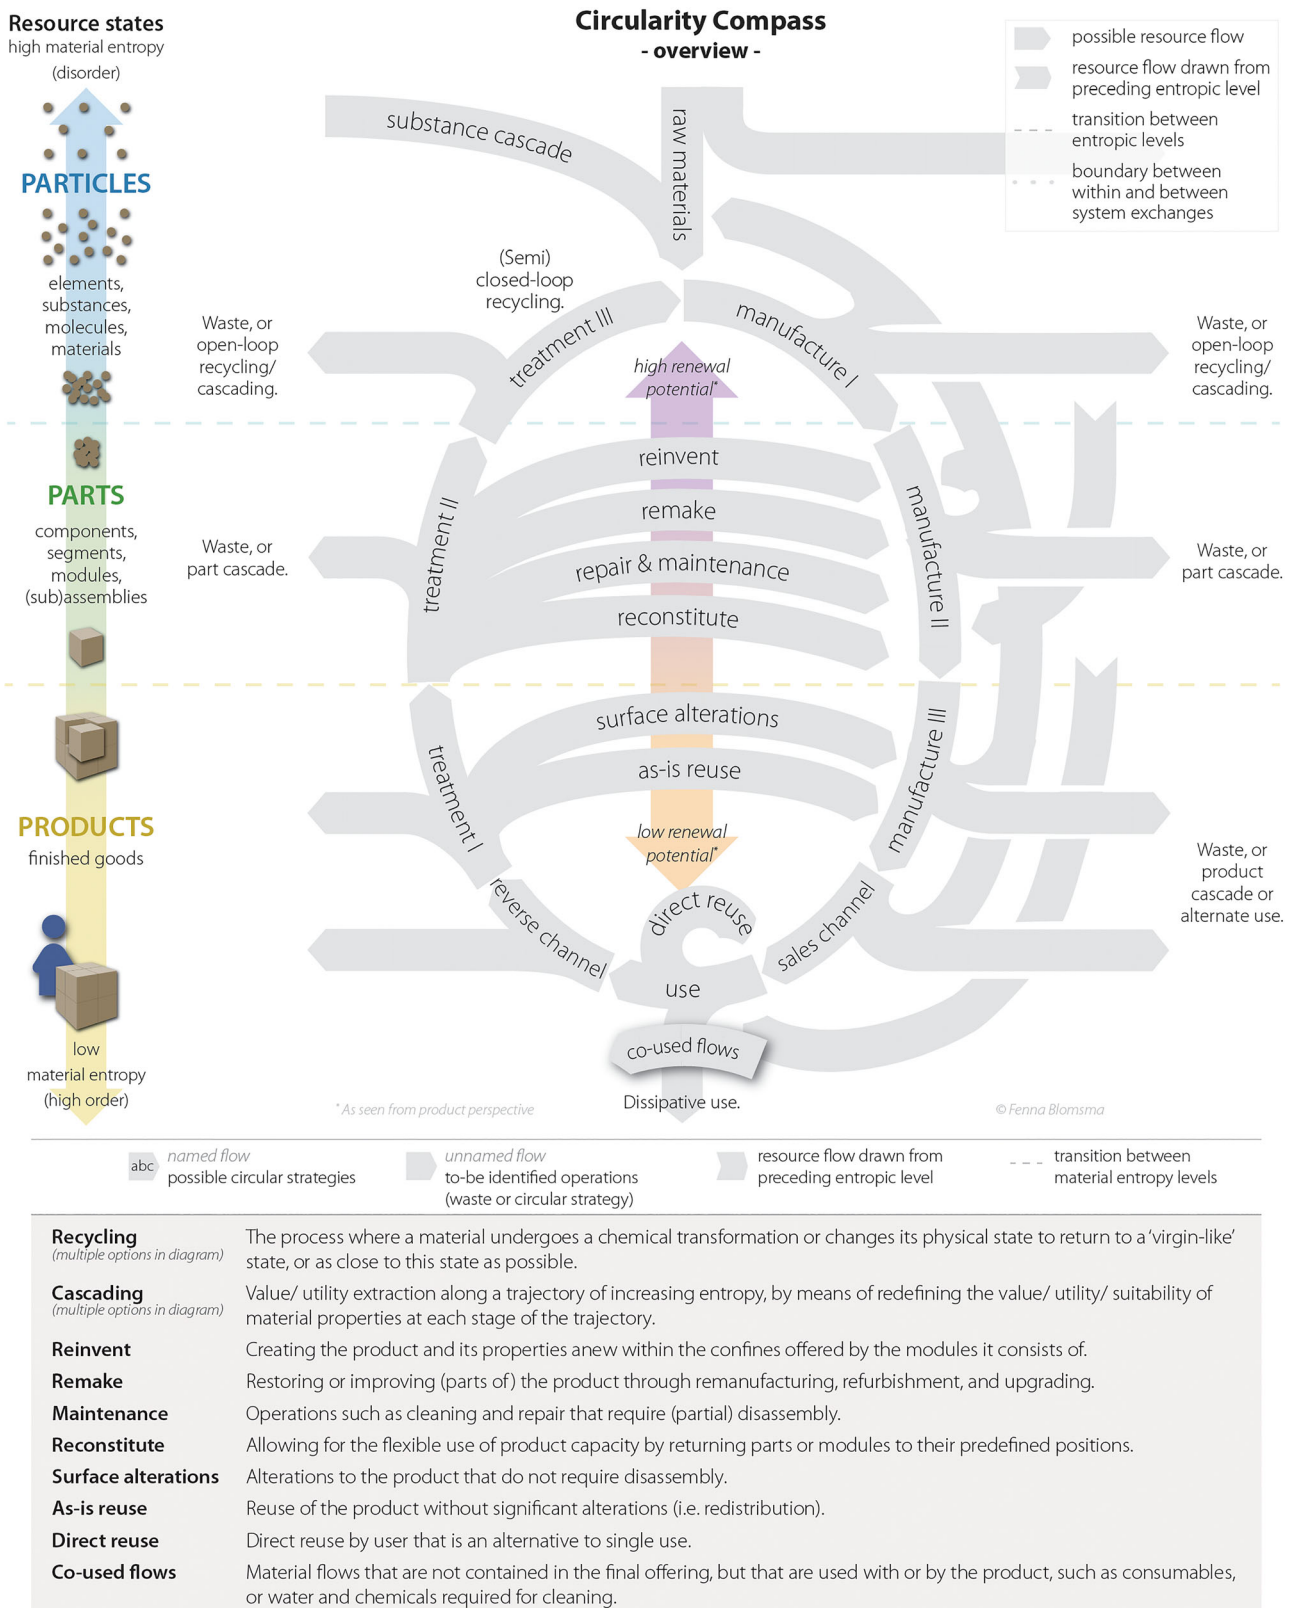 Circularity Compass
- overview -
Resource states
high material entropy
(disorder)
PARTICLES
elements,
substances,
molecules,
materials
PARTS
components,
segments,
modules,
(sub)assemblies
PRODUCTS
finished goods
low
material entropy
(high order)
possible resource flow
resource flow drawn from
preceding entropic level
transition between
entropic levels
boundary between
within and between
system exchanges
substance cascade
raw materials
(Semi)
closed-loop
recycling.
treatment III
manufacture I
Waste, or
open-loop
recycling/
cascading.
Waste, or
open-loop
recycling/
cascading.
high renewal
potential*
reinvent
remake
repair & maintenance
reconstitute
treatment II
manufacture II
Waste, or
part cascade.
Waste, or
part cascade.
surface alterations
as-is reuse
treatment I
manufacture III
low renewal
potential*
Waste, or
product
cascade or
alternate use.
reverse channel
direct reuse
sales channel
use
co-used flows
Dissipative use.
* As seen from product perspective
© Fenna Blomsma
abc
named flow
possible circular strategies
unnamed flow
to-be identified operations
(waste or circular strategy)
resource flow drawn from
preceding entropic level
transition between
material entropy levels
Recycling
(multiple options in diagram)
The process where a material undergoes a chemical transformation or changes its physical state to return to a 'virgin-like'
state, or as close to this state as possible.
Cascading
(multiple options in diagram)
Value/ utility extraction along a trajectory of increasing entropy, by means of redefining the value/ utility/ suitability of
material properties at each stage of the trajectory.
Reinvent
Creating the product and its properties anew within the confines offered by the modules it consists of.
Remake
Restoring or improving (parts of) the product through remanufacturing, refurbishment, and upgrading.
Maintenance
Operations such as cleaning and repair that require (partial) disassembly.
Reconstitute
Allowing for the flexible use of product capacity by returning parts or modules to their predefined positions.
Surface alterations
Alterations to the product that do not require disassembly.
As-is reuse
Reuse of the product without significant alterations (i.e. redistribution).
Direct reuse
Direct reuse by user that is an alternative to single use.
Co-used flows
Material flows that are not contained in the final offering, but that are used with or by the product, such as consumables,
or water and chemicals required for cleaning.